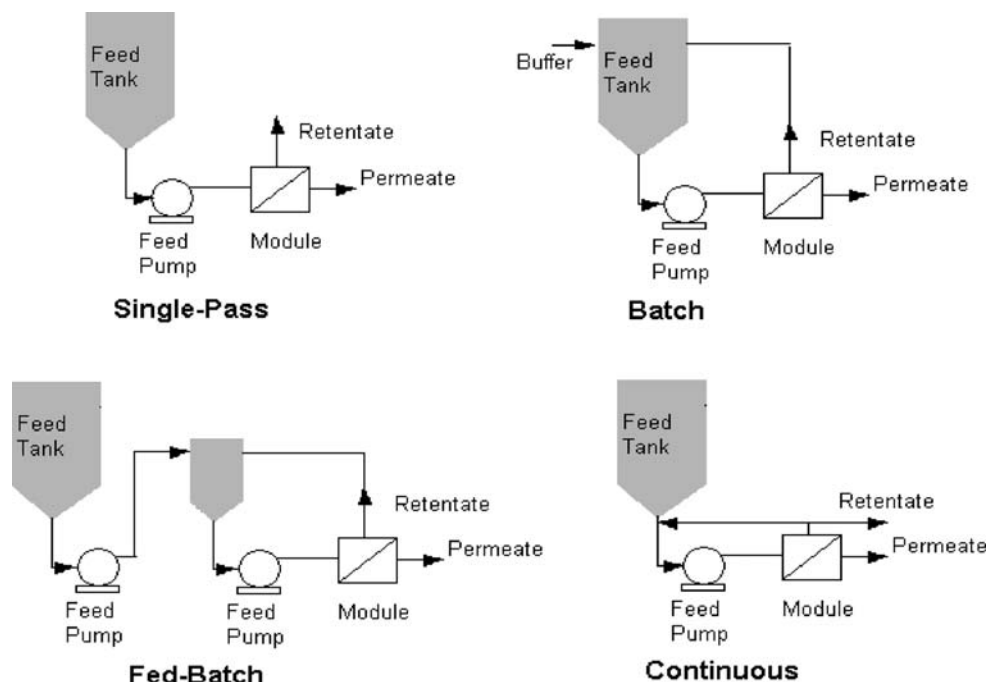 Feed
Tank
Retentate
Permeate
Feed
Pump
Module
Single-Pass
Buffer
Feed
Tank
Retentate
Permeate
Feed
Pump
Module
Batch
Feed
Tank
Retentate
Permeate
Feed
Pump
Feed
Pump
Module
Fed-Batch
Feed
Tank
Retentate
Permeate
Feed
Pump
Module
Continuous